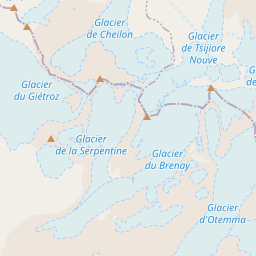 Glacier
de Cheilon
Glacier
de Tsijiore
Nouve
Glacier
du Giétroz
Glacier
de la Serpentine
Glacier
du Brenay
Glacier
d'Otemma